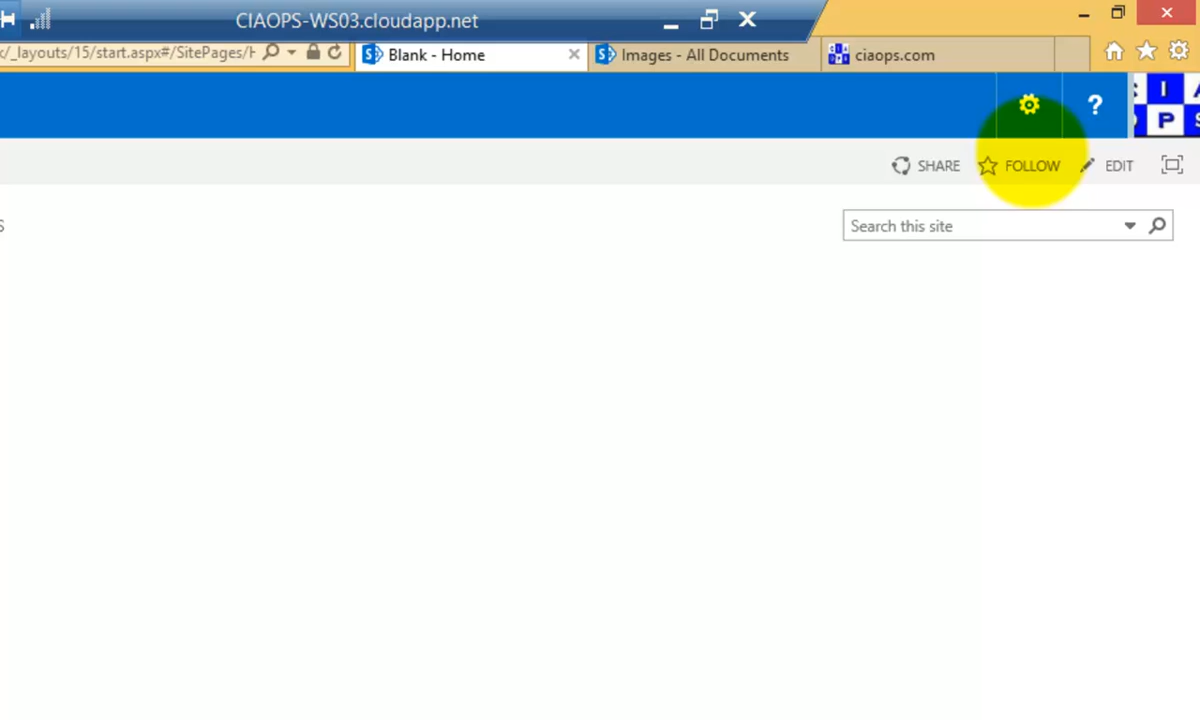 CIAOPS-WS03.cloudapp.net
/_layouts/15/start.aspx#/SitePages/
Blank - Home
Images - All Documents
ciaops.com
?
I
P
SHARE
FOLLOW
EDIT
Search this site